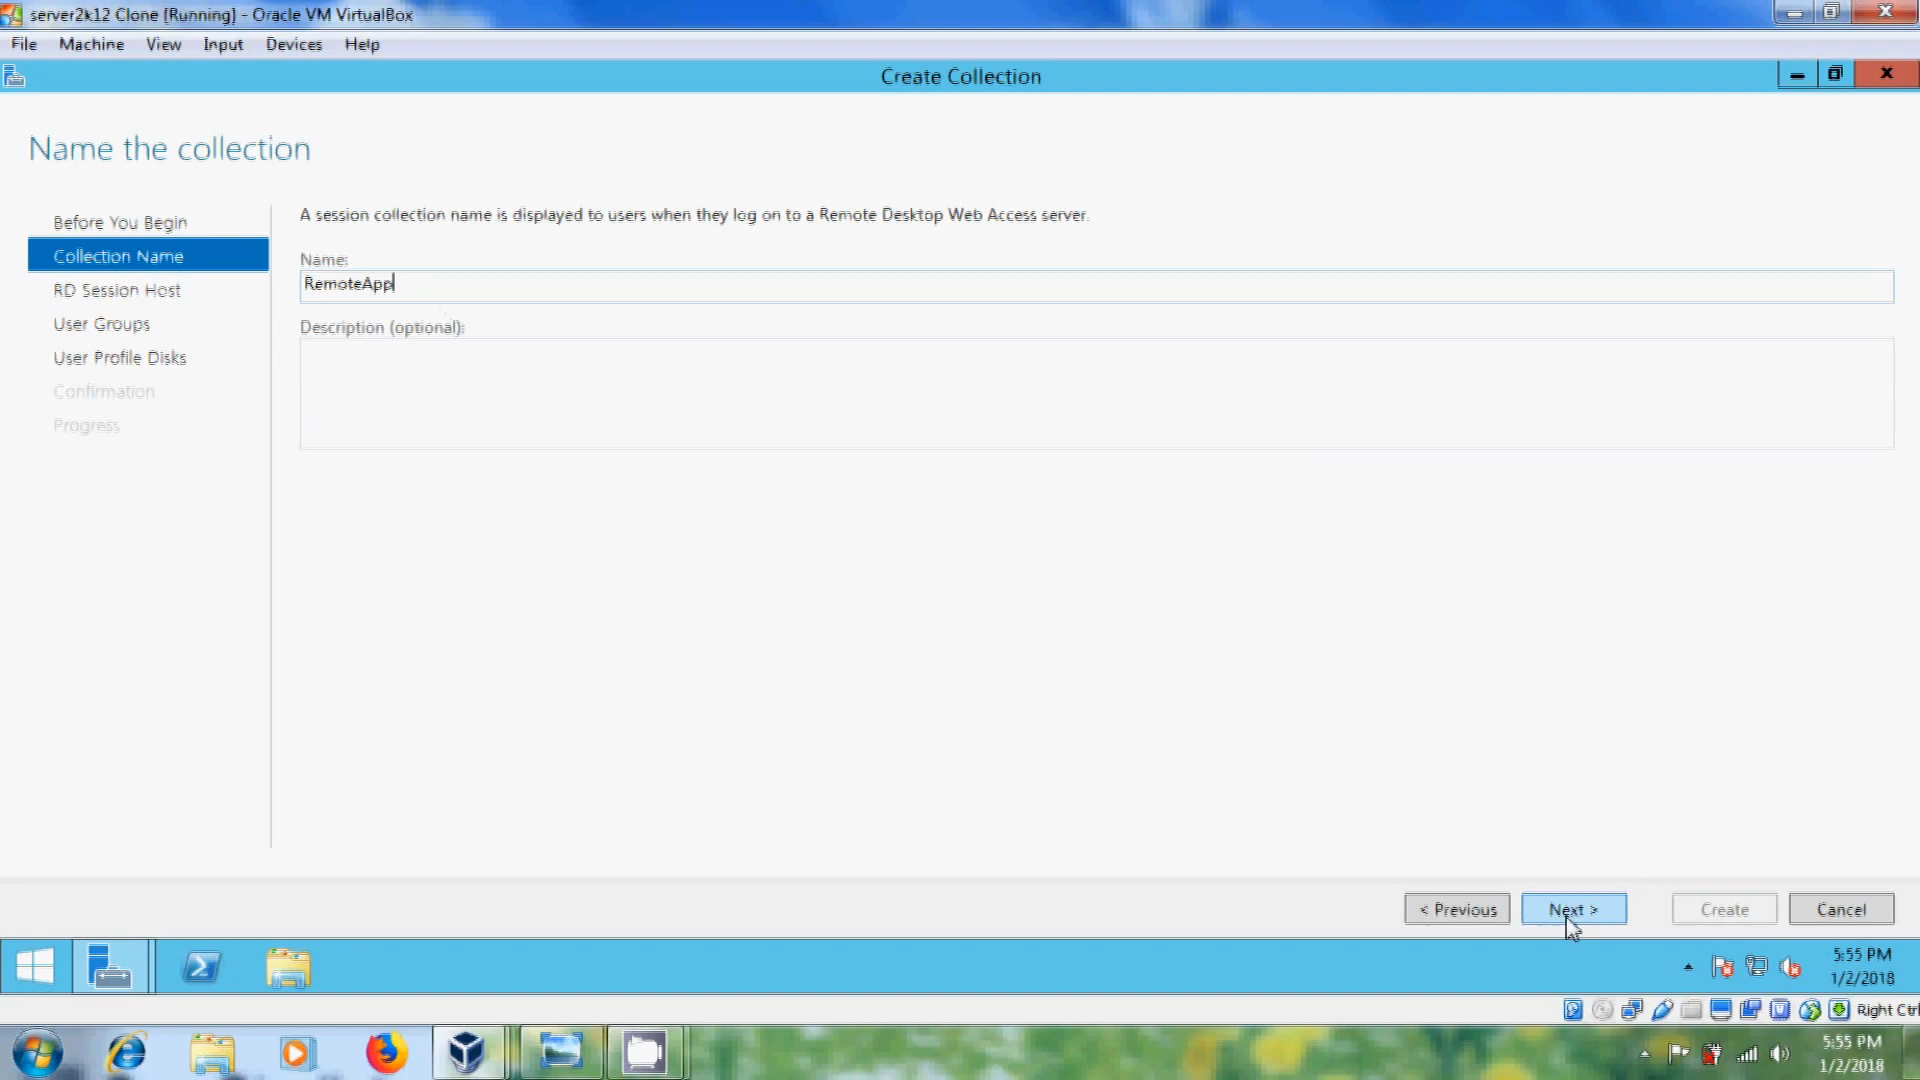 server2k12 Clone [Running] - Oracle VM VirtualBox
File Machine View Input Devices Help
Create Collection
Name the collection
Before You Begin
Collection Name
RD Session Host
User Groups
User Profile Disks
Confirmation
Progress
A session collection name is displayed to users when they log on to a Remote Desktop Web Access server.
Name:
RemoteApp
Description (optional):
< Previous
Next >
Create
Cancel
5:55 PM
1/2/2018
Right Ctrl
5:55 PM
1/2/2018